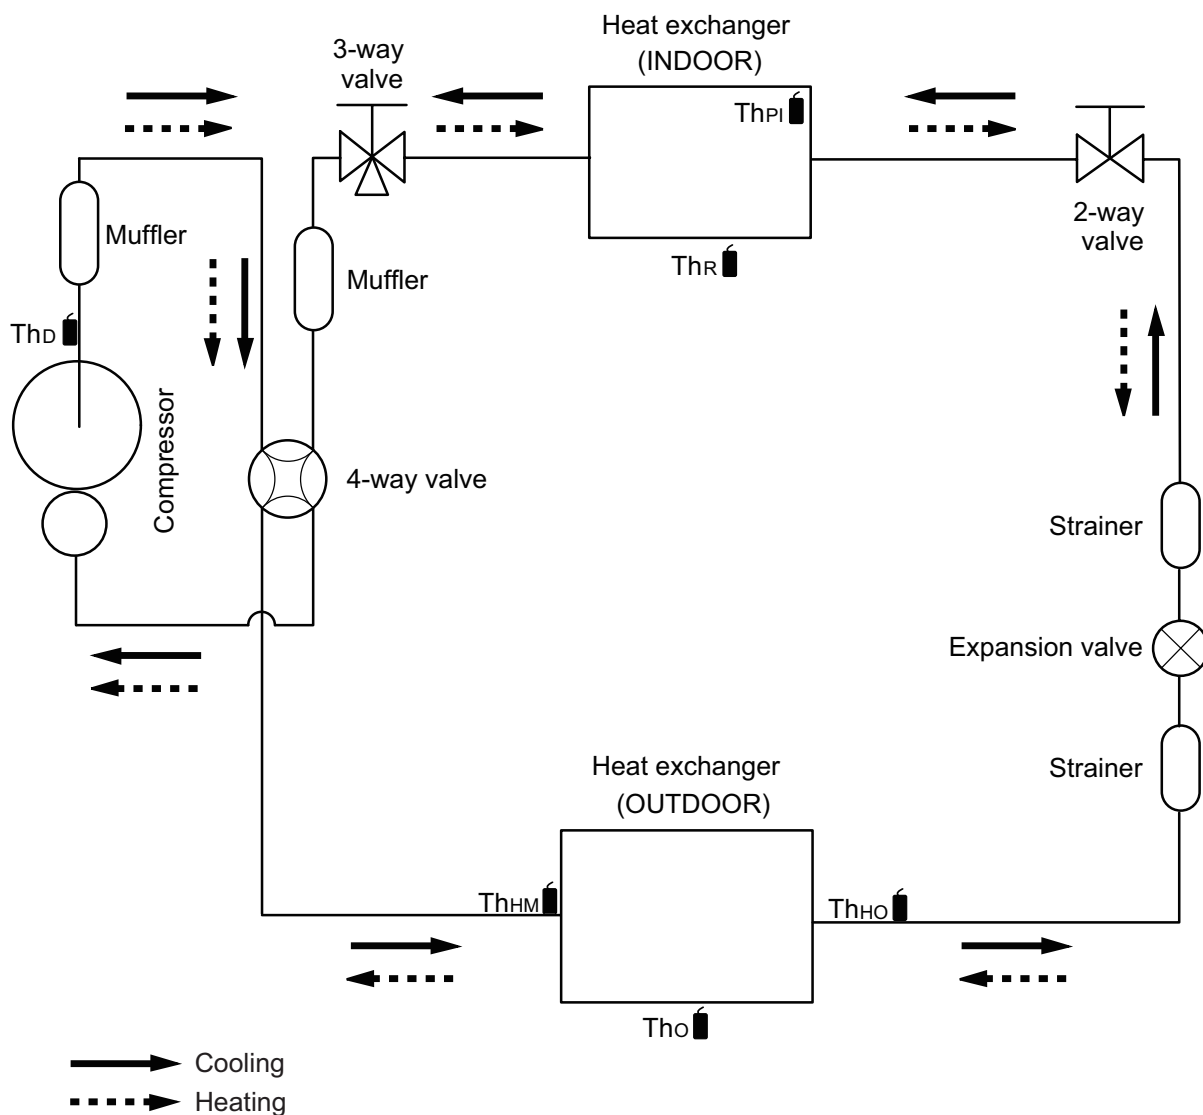 Heat exchanger
(INDOOR)
3-way
valve
ThPI
Muffler
2-way
valve
Muffler
ThR
ThD
Compressor
4-way valve
Strainer
Expansion valve
Heat exchanger
(OUTDOOR)
Strainer
ThHM
ThHO
ThO
Cooling
Heating